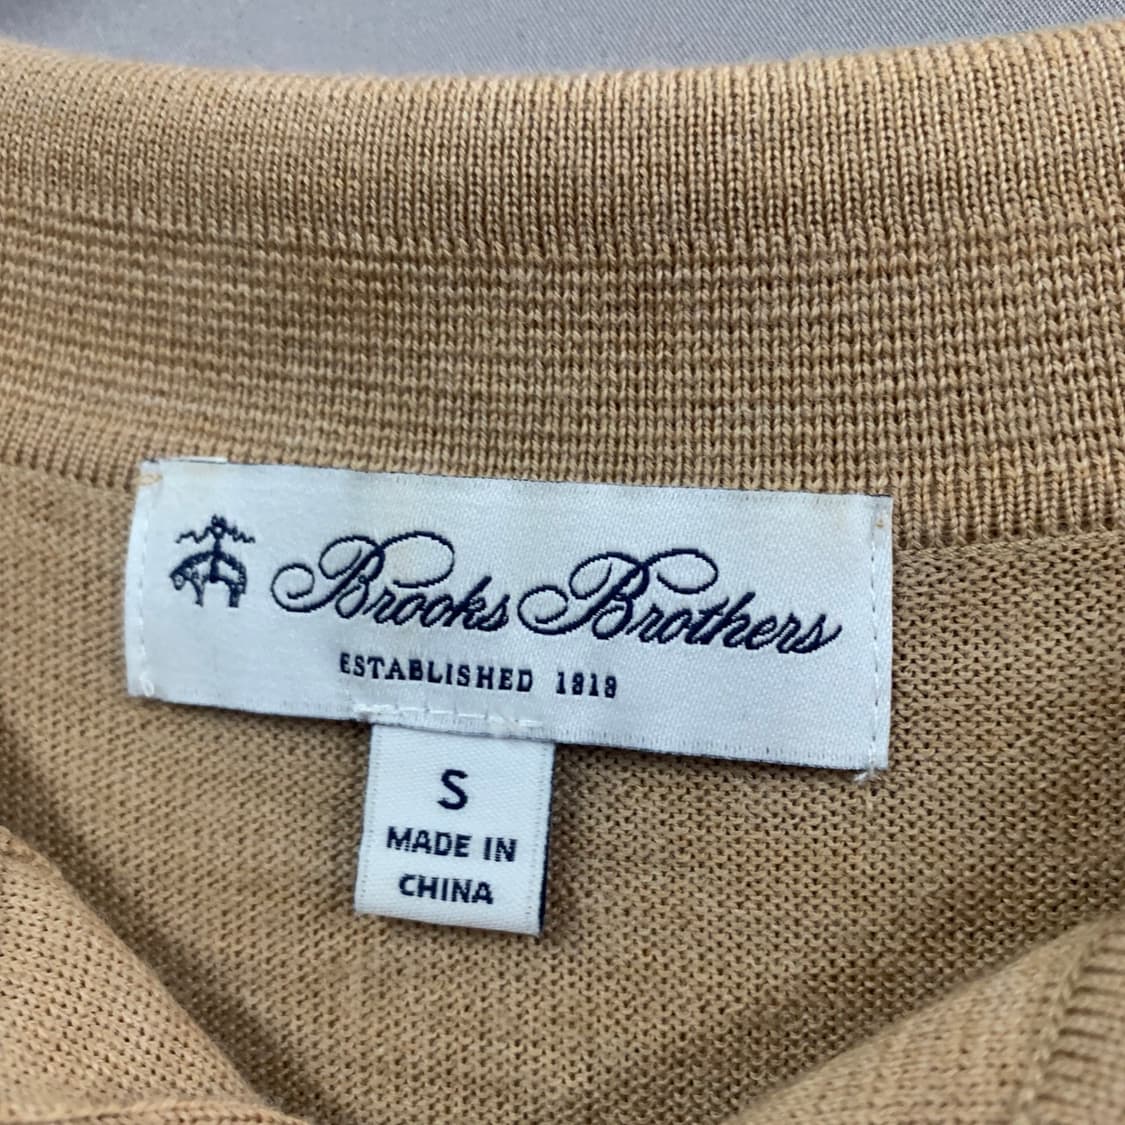 Brooks Brothers
ESTABLISHED 1818
S
MADE IN
CHINA